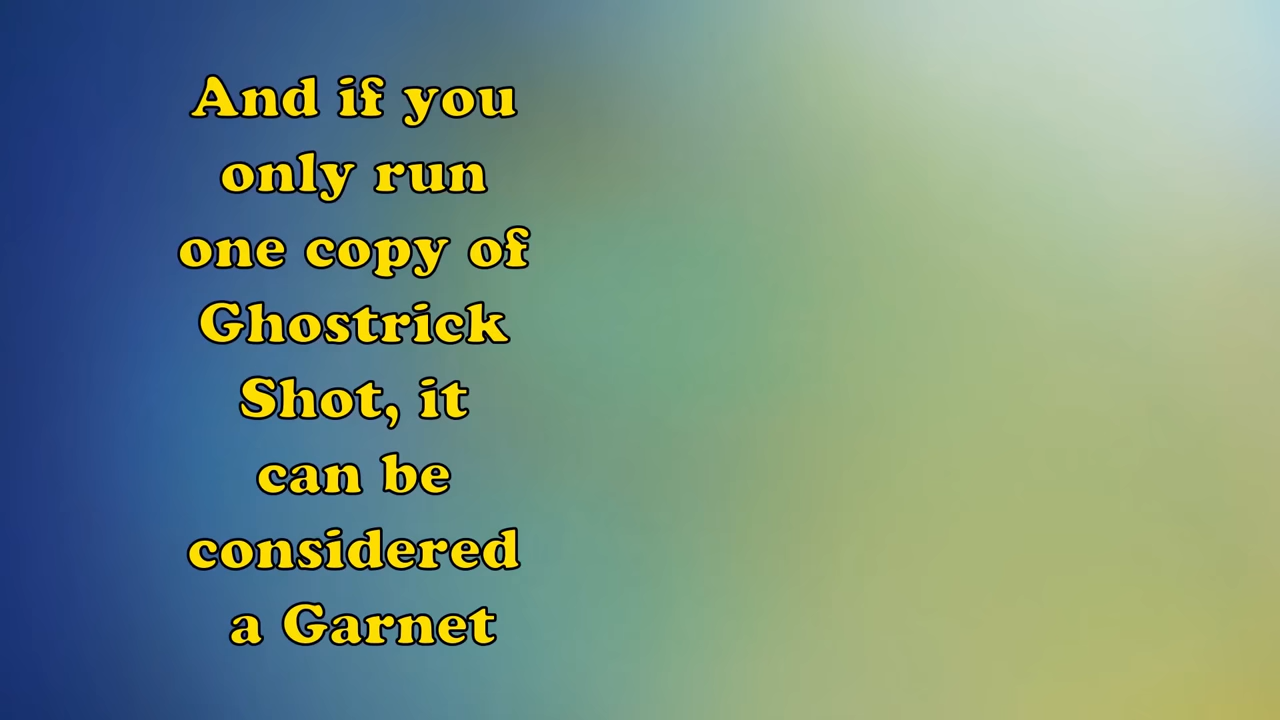 And if you
only run
one copy of
Ghostrick
Shot, it
can be
considered
a Garnet